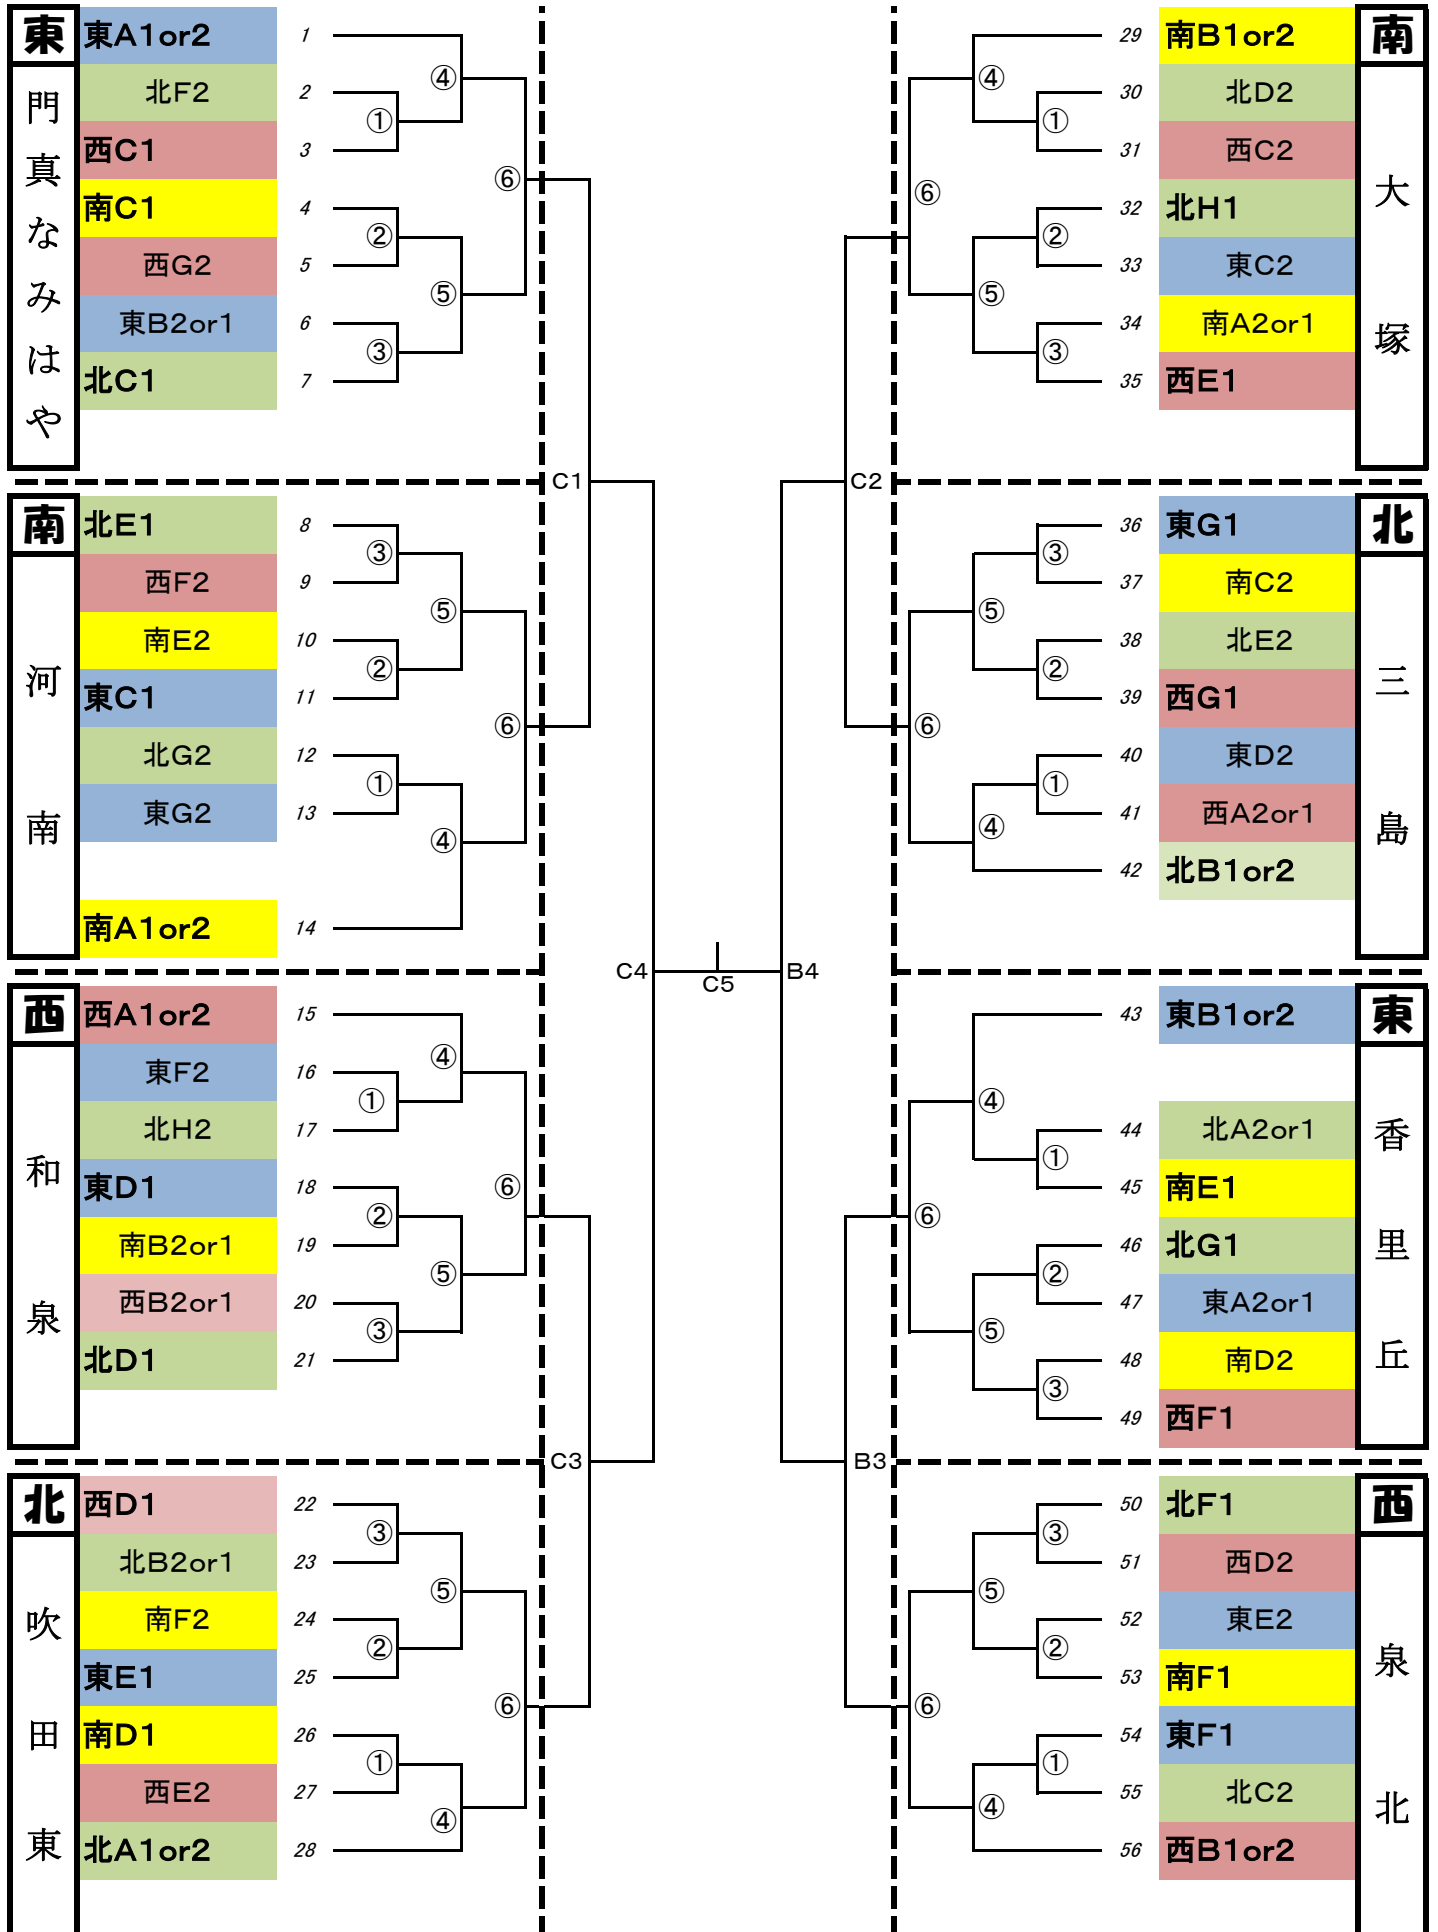 東
門真なみはや
東A1or2 1
北F2 2
西C1 3
南C1 4
西G2 5
東B2or1 6
北C1 7
④
①
⑥
②
⑤
③
南
河南
北E1 8
西F2 9
南E2 10
東C1 11
北G2 12
東G2 13
南A1or2 14
③
⑤
②
⑥
①
④
西
和泉
西A1or2 15
東F2 16
北H2 17
東D1 18
南B2or1 19
西B2or1 20
北D1 21
④
①
⑥
②
⑤
③
北
吹田東
西D1 22
北B2or1 23
南F2 24
東E1 25
南D1 26
西E2 27
北A1or2 28
③
⑤
②
⑥
①
④
C1
C4
C3
C5
C2
B4
B3
南
大塚
29 南B1or2
30 北D2
31 西C2
32 北H1
33 東C2
34 南A2or1
35 西E1
④
①
⑥
②
⑤
③
北
三島
36 東G1
37 南C2
38 北E2
39 西G1
40 東D2
41 西A2or1
42 北B1or2
③
⑤
②
⑥
①
④
東
香里丘
43 東B1or2
44 北A2or1
45 南E1
46 北G1
47 東A2or1
48 南D2
49 西F1
④
①
⑥
②
⑤
③
西
泉北
50 北F1
51 西D2
52 東E2
53 南F1
54 東F1
55 北C2
56 西B1or2
③
⑤
②
⑥
①
④